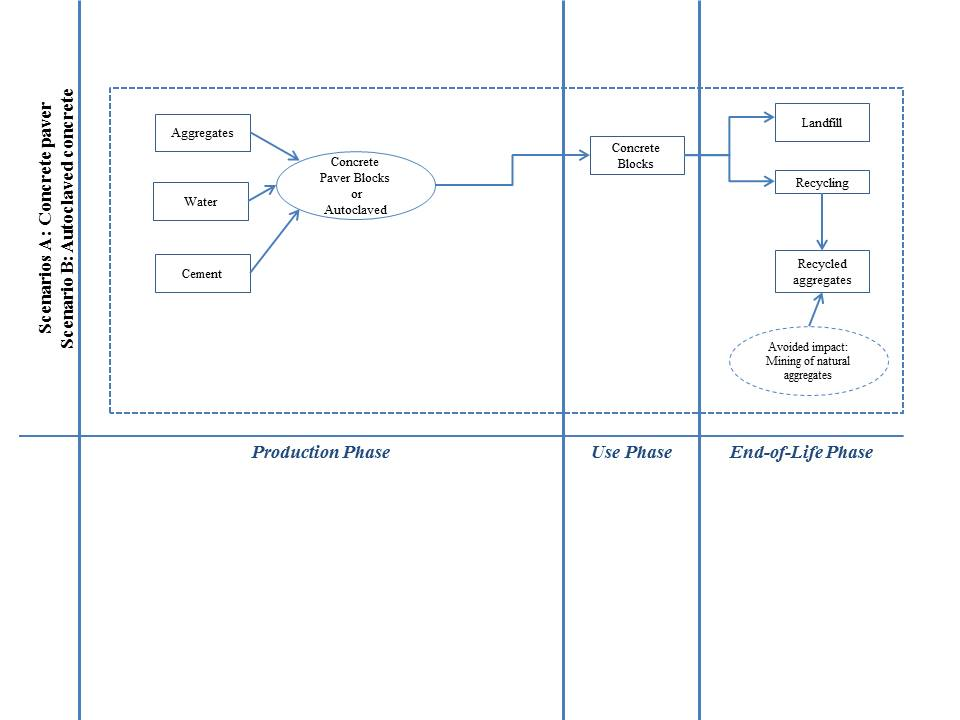 Scenarios A: Concrete paver
Scenario B: Autoclaved concrete
Aggregates
Water
Cement
Concrete
Paver Blocks
or
Autoclaved
Concrete
Blocks
Landfill
Recycling
Recycled
aggregates
Avoided impact:
Mining of natural
aggregates
Production Phase
Use Phase
End-of-Life Phase